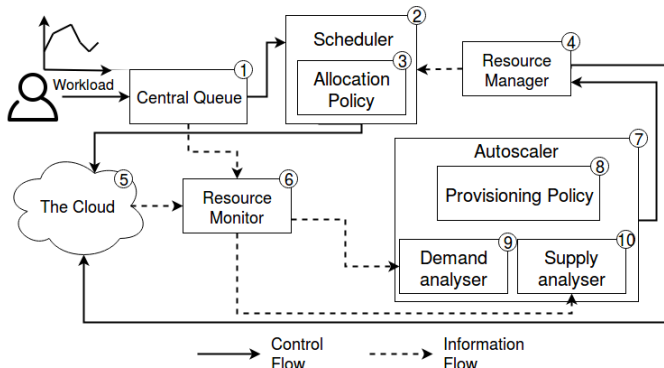 Workload
1
Central Queue
2
Scheduler
3
Allocation
Policy
4
Resource
Manager
5
The Cloud
6
Resource
Monitor
7
Autoscaler
8
Provisioning Policy
9
Demand
analyser
10
Supply
analyser
Control
Flow
Information
Flow